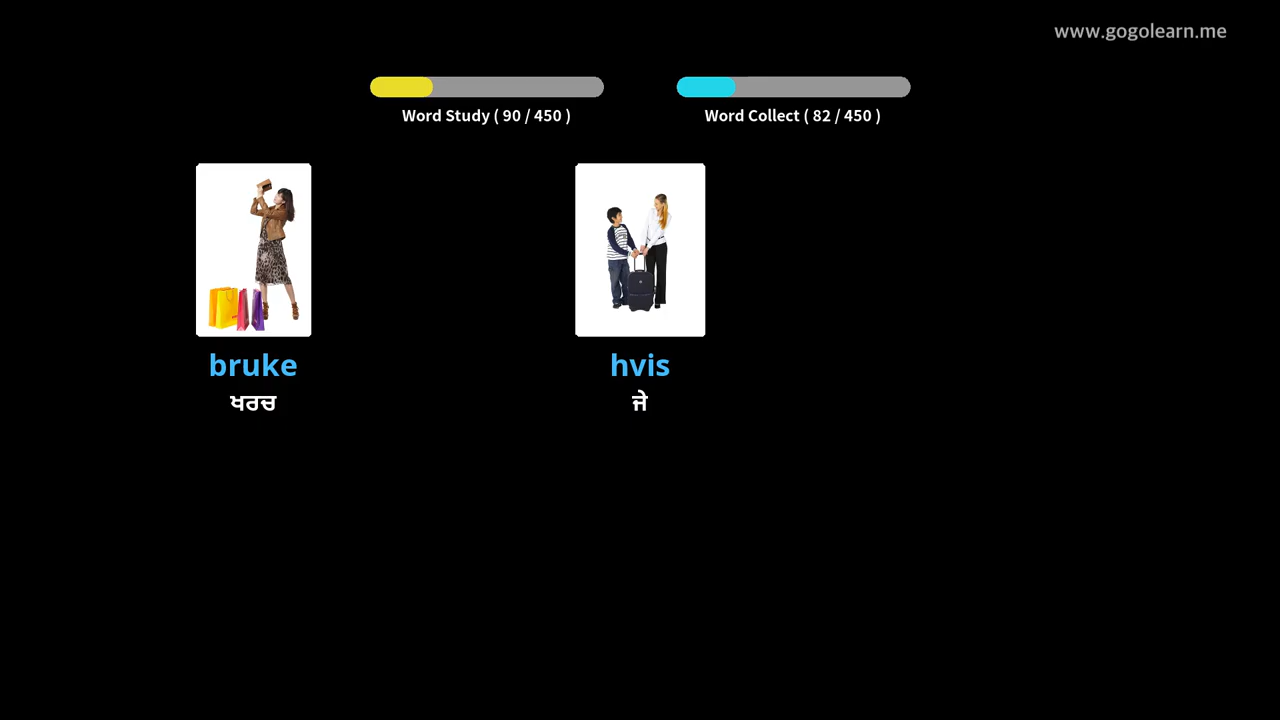 www.gogolearn.me
Word Study ( 90 / 450 )
Word Collect ( 82 / 450 )
bruke
ਖਰਚ
hvis
ਜੇ